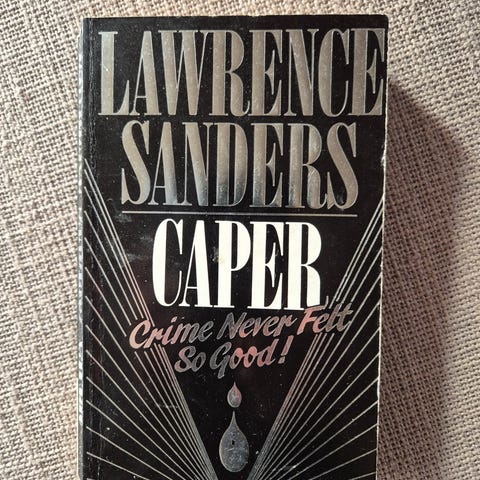 LAWRENCE
SANDERS
CAPER
Crime Never Felt
So Good!